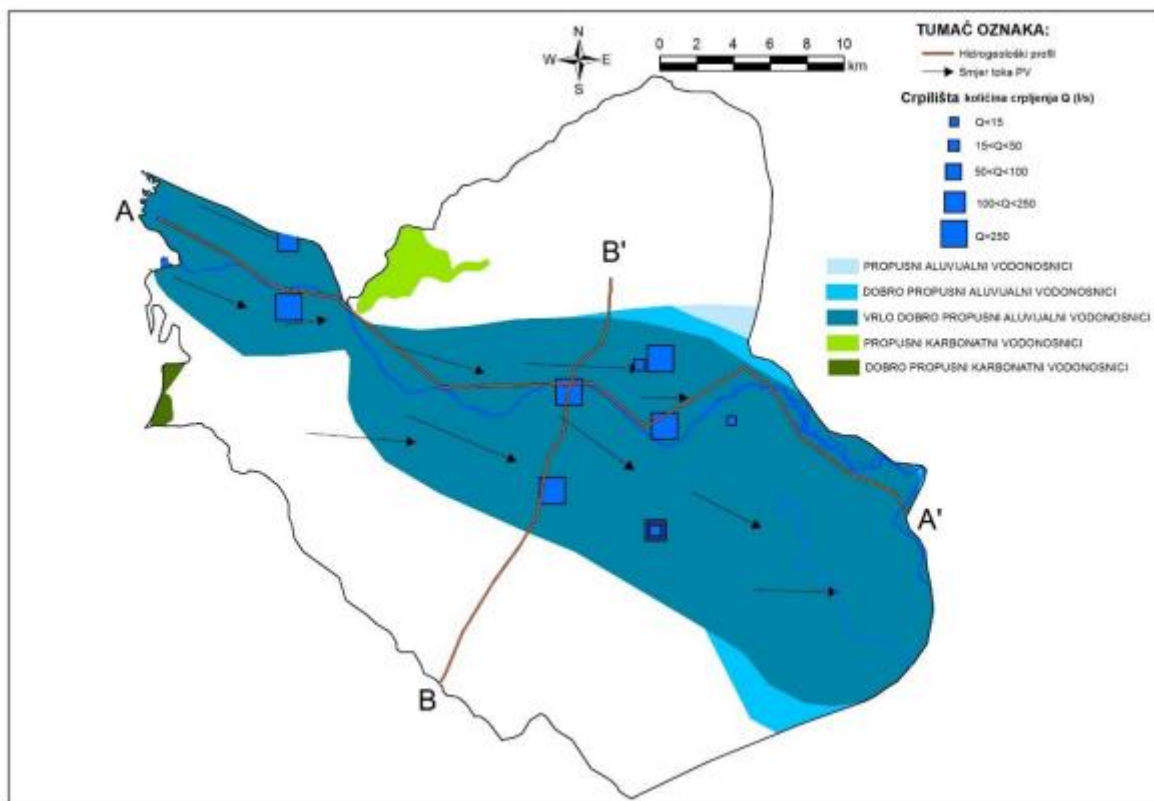 TUMAČ OZNAKA:
Hidrogeološki profil
Smjer toka PV
Crpilišta količina crpljenja Q (l/s)
Q<15
15<Q<50
50<Q<100
100<Q<250
Q>250
PROPUSNI ALUVIJALNI VODONOSNICI
DOBRO PROPUSNI ALUVIJALNI VODONOSNICI
VRLO DOBRO PROPUSNI ALUVIJALNI VODONOSNICI
PROPUSNI KARBONATNI VODONOSNICI
DOBRO PROPUSNI KARBONATNI VODONOSNICI
N
W E
S
0 2 4 6 8 10
km
A
B'
A'
B